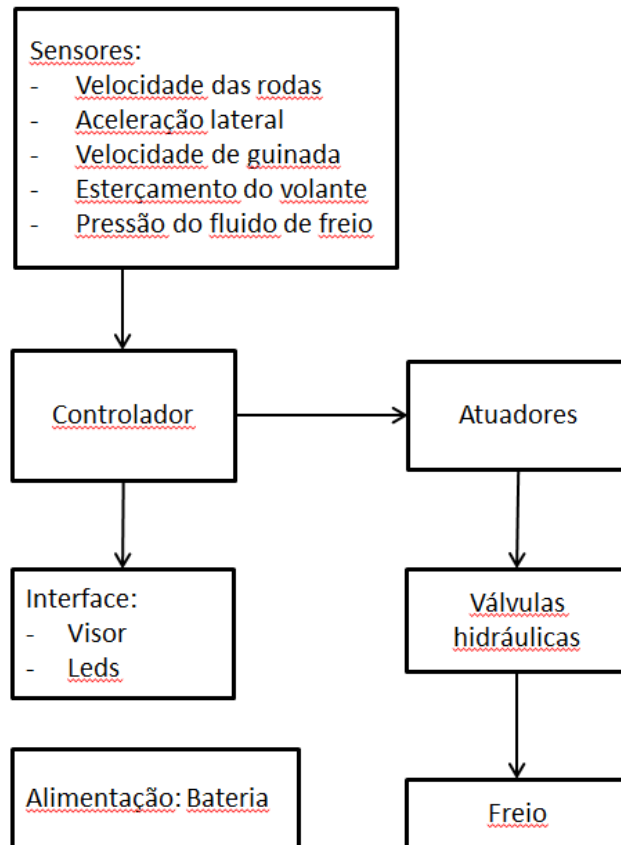 Sensores:
- Velocidade das rodas
- Aceleração lateral
- Velocidade de guinada
- Esterçamento do volante
- Pressão do fluido de freio
Controlador
Atuadores
Interface:
- Visor
- Leds
Válvulas
hidráulicas
Alimentação: Bateria
Freio